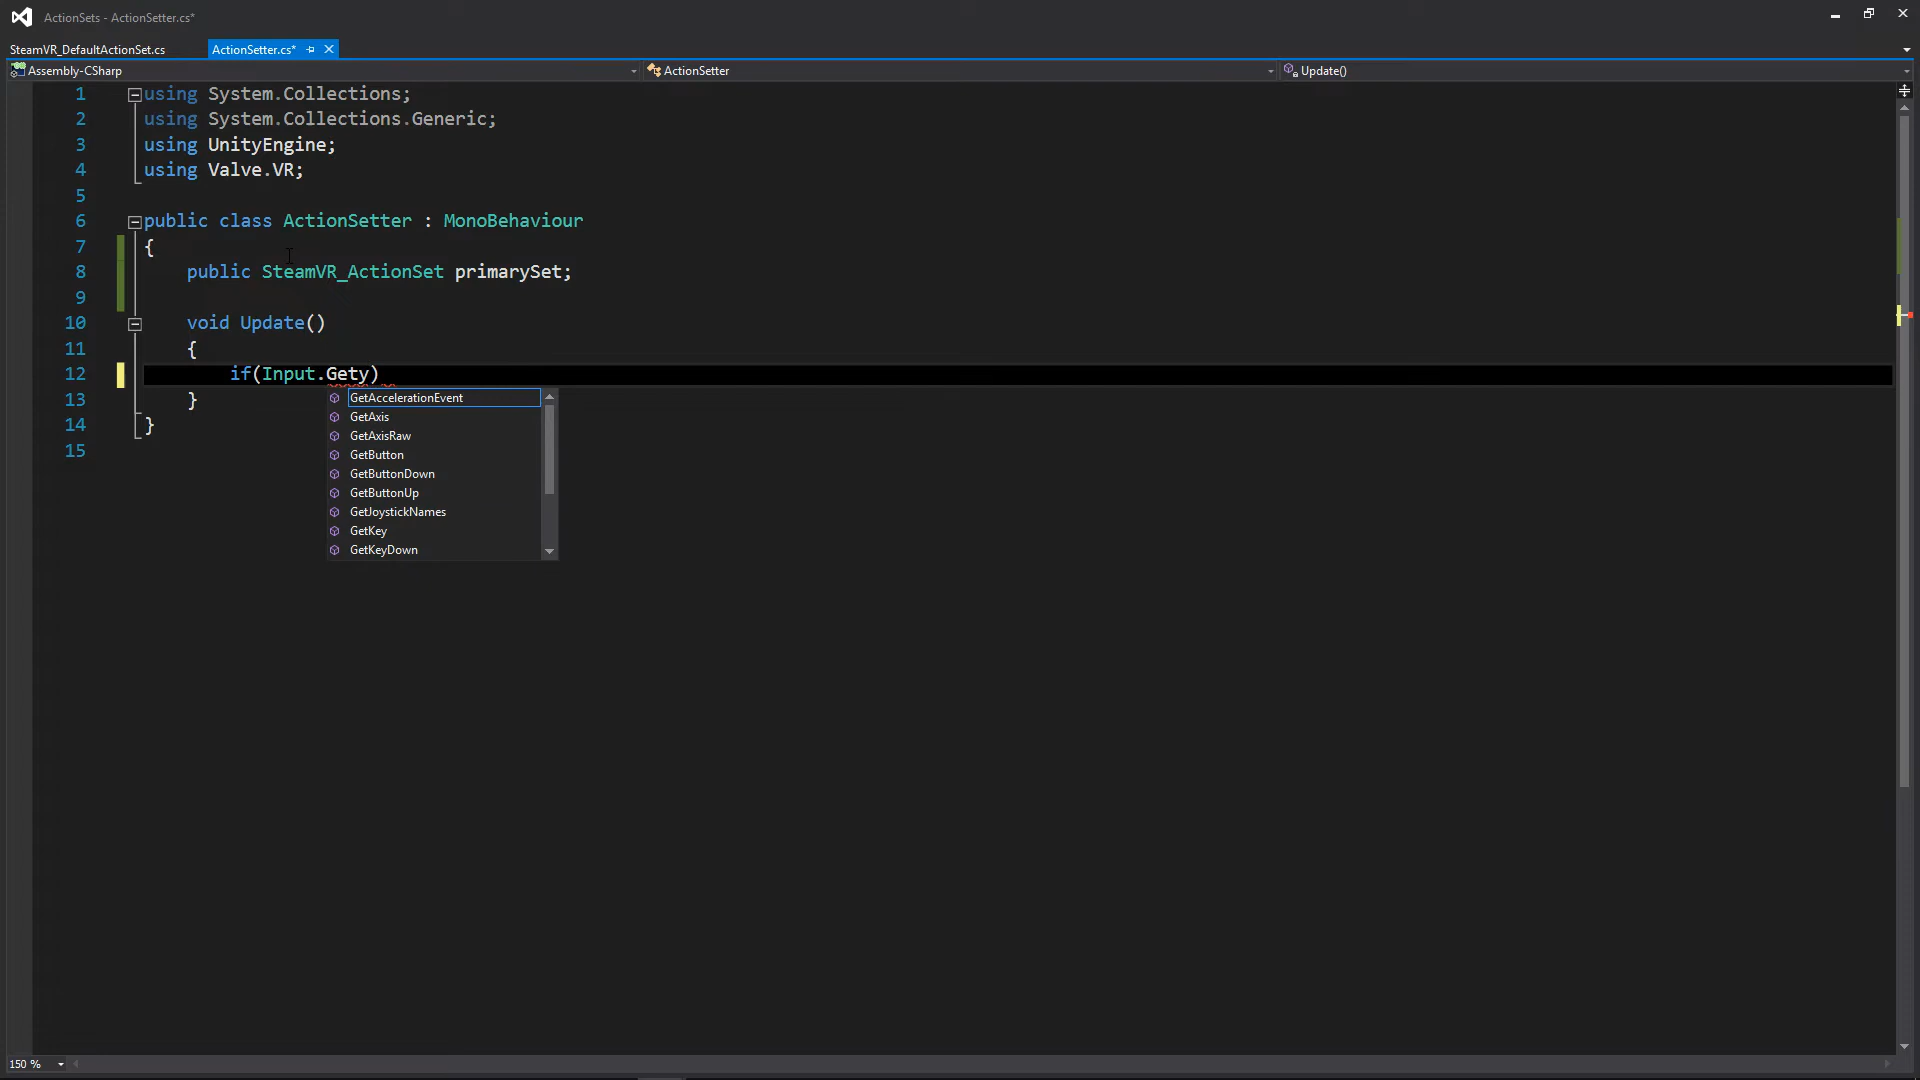 ActionSets - ActionSetter.cs*
SteamVR_DefaultActionSet.cs
ActionSetter.cs*
Assembly-CSharp
ActionSetter
Update()
1 using System.Collections;
2 using System.Collections.Generic;
3 using UnityEngine;
4 using Valve.VR;
5
6 public class ActionSetter : MonoBehaviour
7 {
8 public SteamVR_ActionSet primarySet;
9
10 void Update()
11 {
12 if(Input.Gety)
13 }
14 }
15
GetAccelerationEvent
GetAxis
GetAxisRaw
GetButton
GetButtonDown
GetButtonUp
GetJoystickNames
GetKey
GetKeyDown
150 %